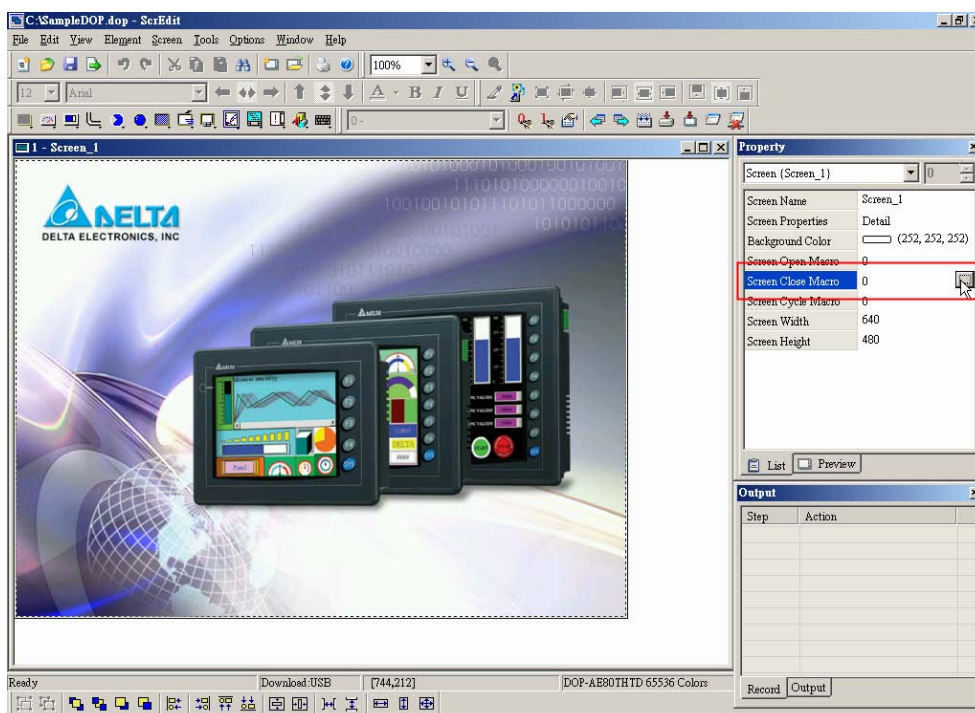 C:\SampleDOP.dop - ScrEdit
File Edit View Element Screen Tools Options Window Help
100%
12 Arial
A - B I U
0 -
1 - Screen_1
DELTA
DELTA ELECTRONICS, INC
Property
Screen {Screen_1} 0
Screen Name Screen_1
Screen Properties Detail
Background Color (252, 252, 252)
Screen Open Macro 0
Screen Close Macro 0
Screen Cycle Macro 0
Screen Width 640
Screen Height 480
List Preview
Output
Step Action
Record Output
Ready Download:USB [744,212] DOP-AE80THTD 65536 Colors